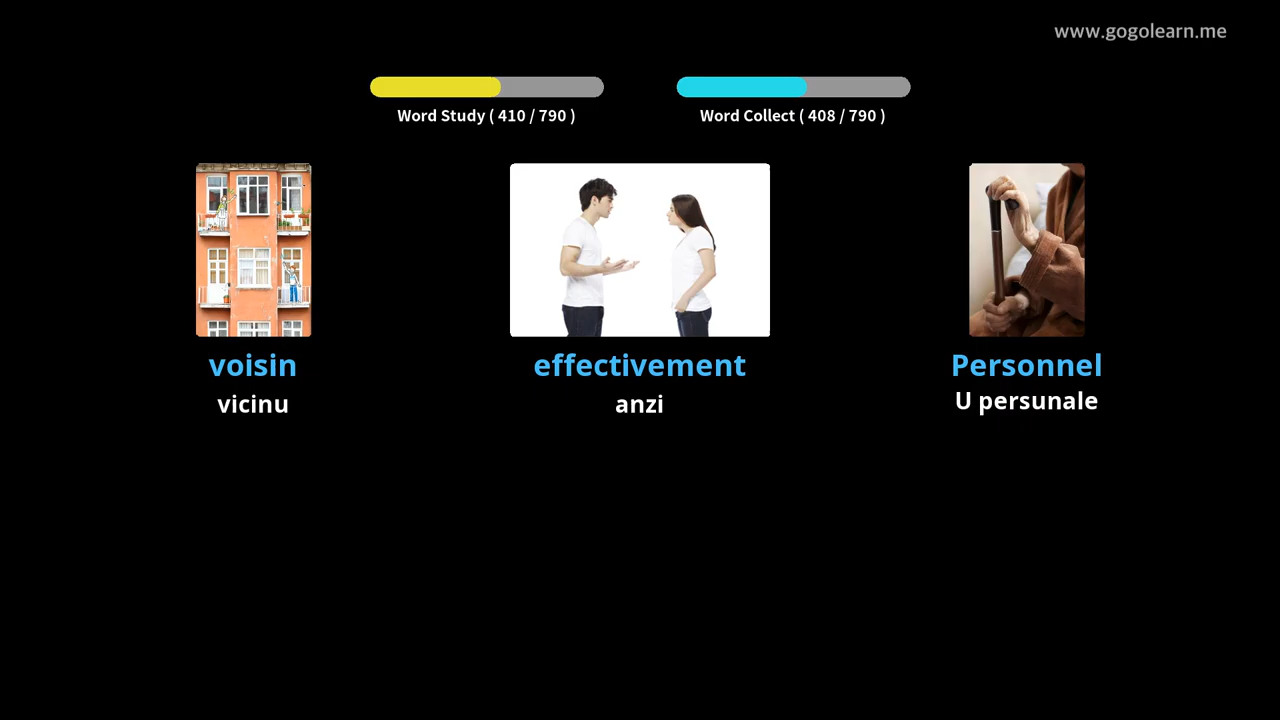 www.gogolearn.me
Word Study ( 410 / 790 )
Word Collect ( 408 / 790 )
voisin
vicinu
effectivement
anzi
Personnel
U persunale